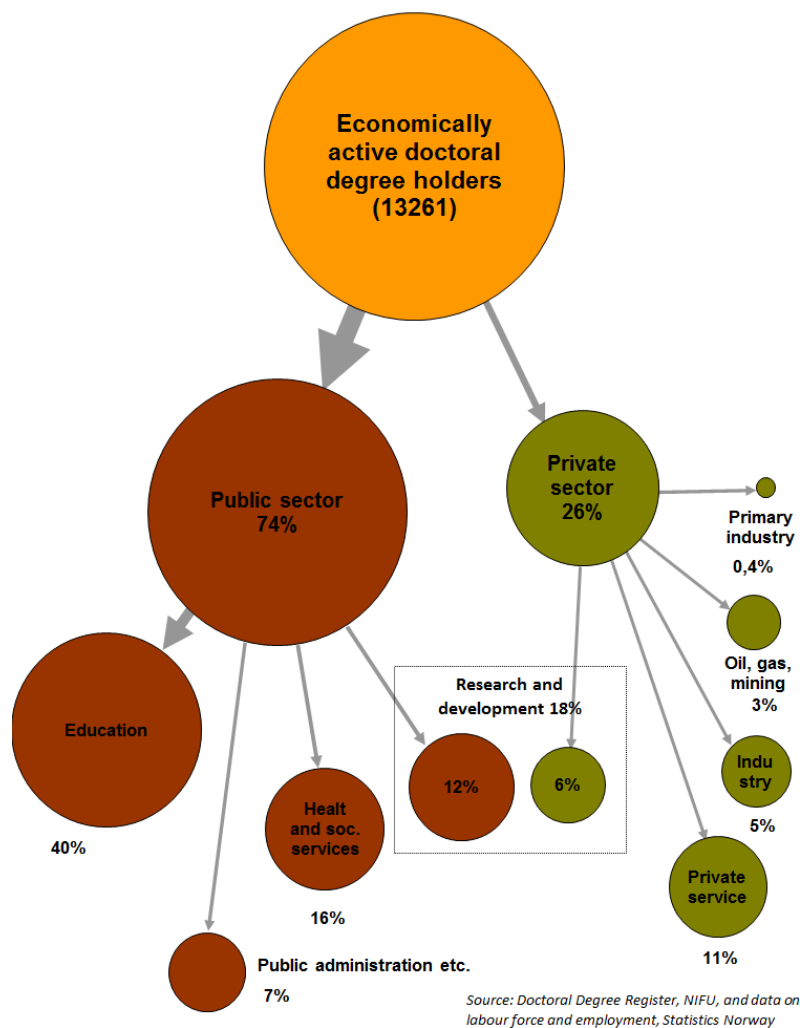 Economically
active doctoral
degree holders
(13261)
Public sector
74%
Private
sector
26%
Primary
industry
0,4%
Oil, gas,
mining
3%
Research and
development 18%
Education
40%
12%
6%
Indu
stry
5%
Healt
and soc.
services
16%
Private
service
11%
Public administration etc.
7%
Source: Doctoral Degree Register, NIFU, and data on
labour force and employment, Statistics Norway